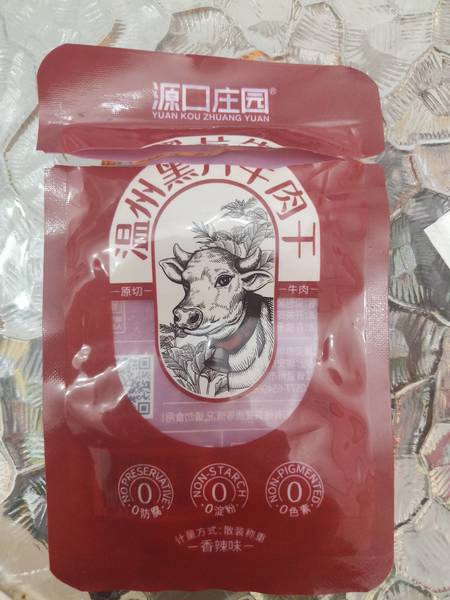 源口庄园®
YUAN KOU ZHUANG YUAN
温州黑片牛肉干
原切
牛肉
NO PRESERVATIVE
0
0防腐
NON-STARCH
0
0淀粉
NON-PIGMENTED
0
0色素
计量方式:散装称重
香辣味